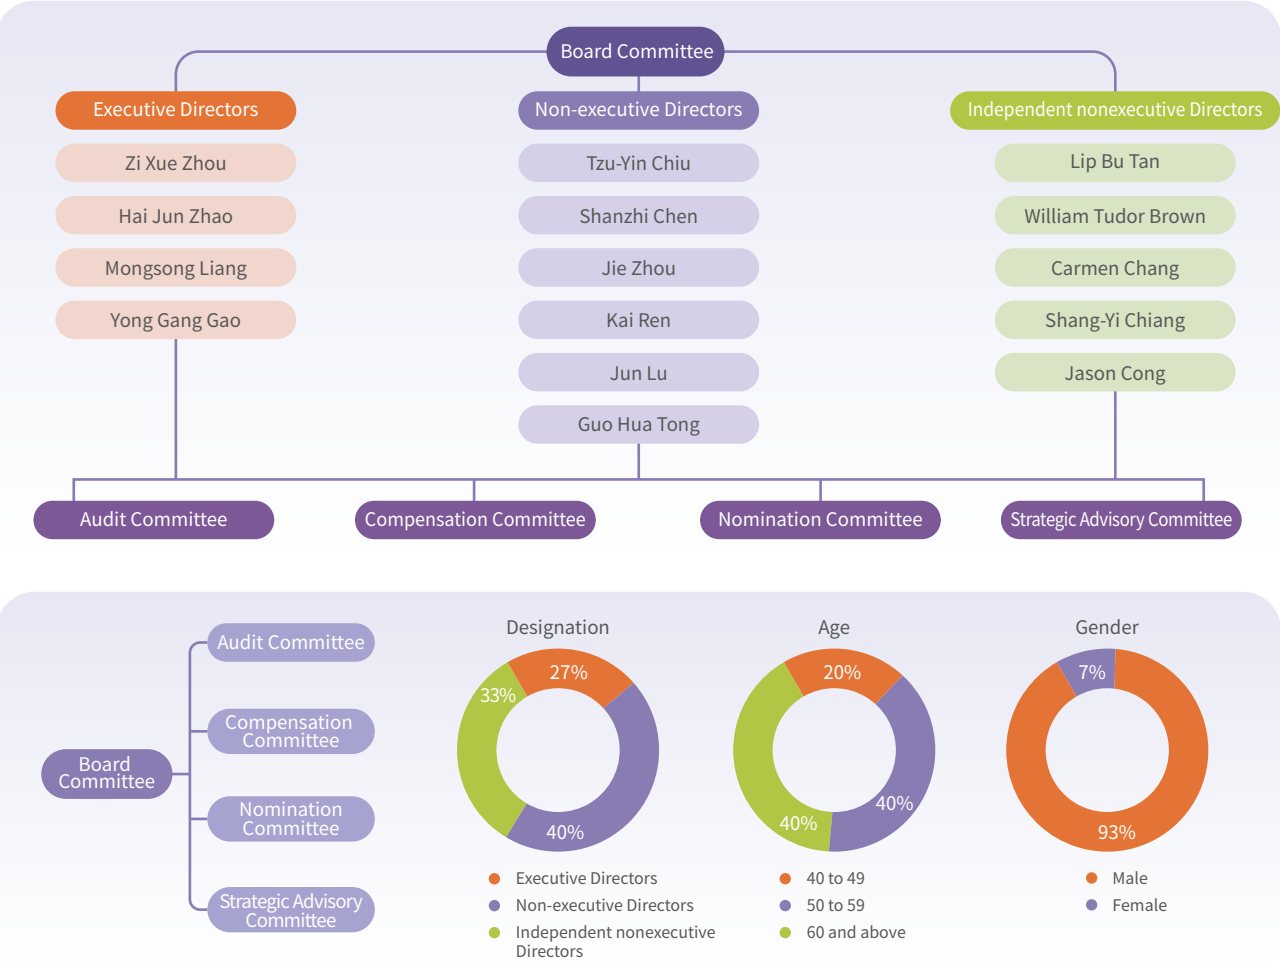 Board Committee
Executive Directors
Zi Xue Zhou
Hai Jun Zhao
Mongsong Liang
Yong Gang Gao
Non-executive Directors
Tzu-Yin Chiu
Shanzhi Chen
Jie Zhou
Kai Ren
Jun Lu
Guo Hua Tong
Independent nonexecutive Directors
Lip Bu Tan
William Tudor Brown
Carmen Chang
Shang-Yi Chiang
Jason Cong
Audit Committee
Compensation Committee
Nomination Committee
Strategic Advisory Committee
Board
Committee
Audit Committee
Compensation
Committee
Nomination
Committee
Strategic Advisory
Committee
Designation
27%
33%
40%
Executive Directors
Non-executive Directors
Independent nonexecutive
Directors
Age
20%
40%
40%
40 to 49
50 to 59
60 and above
Gender
7%
93%
Male
Female